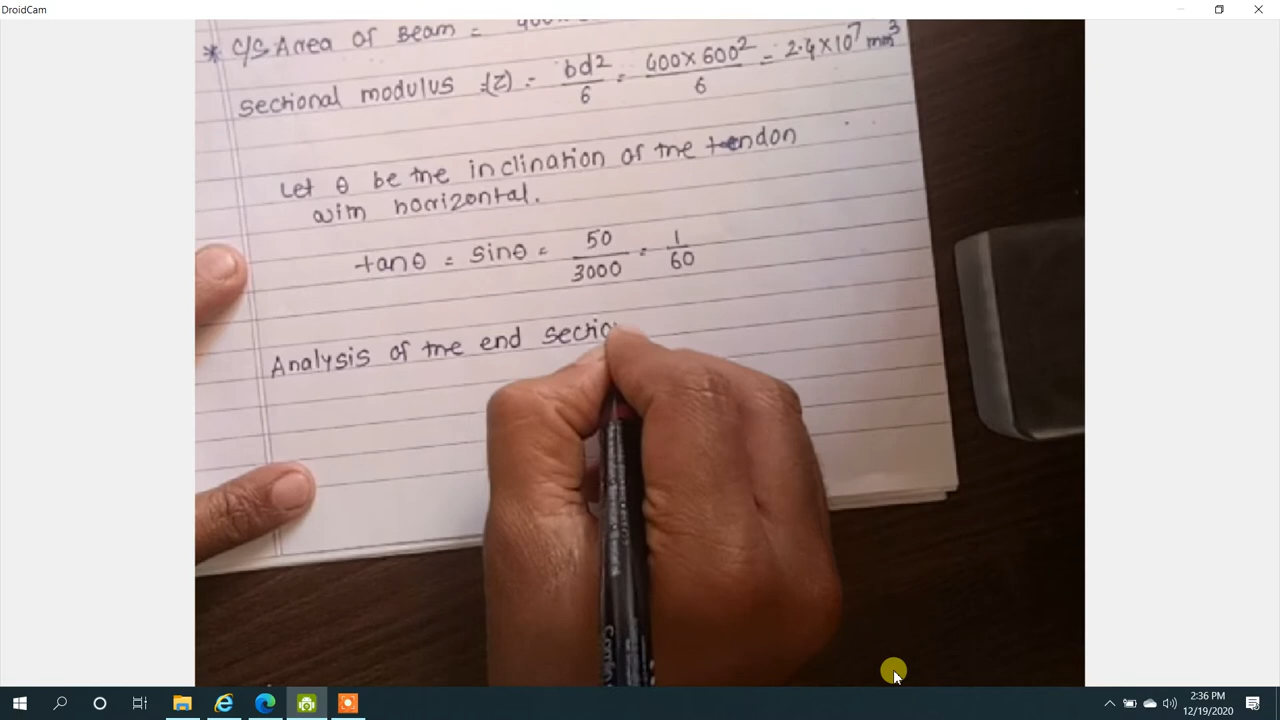 DroidCam
* C/S Area of Beam =
sectional modulus :(Z) = bd²/6 = 400×600²/6 = 2.4×10⁷ mm³
Let θ be the inclination of the tendon
with horizontal.
tanθ = sinθ = 50/3000 = 1/60
Analysis of the end sectio
2:36 PM
12/19/2020